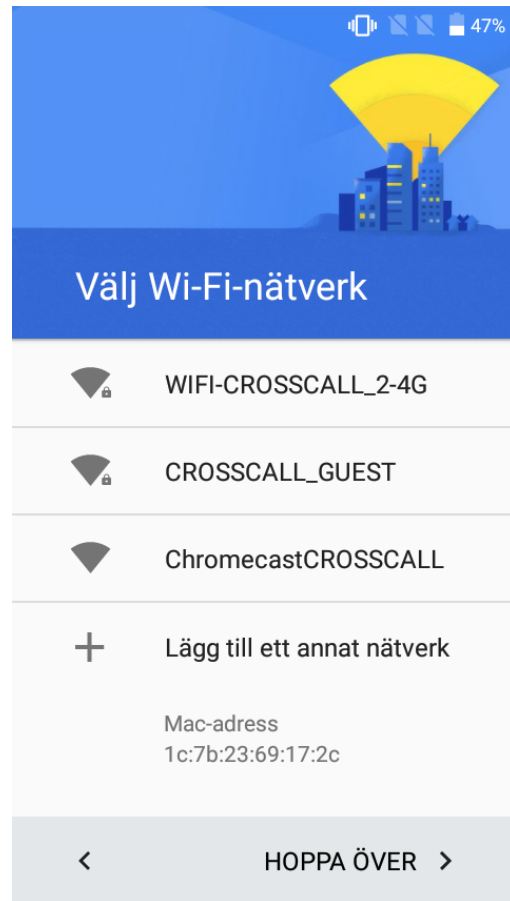 47%
Välj Wi-Fi-nätverk
WIFI-CROSSCALL_2-4G
CROSSCALL_GUEST
ChromecastCROSSCALL
Lägg till ett annat nätverk
Mac-adress
1c:7b:23:69:17:2c
HOPPA ÖVER